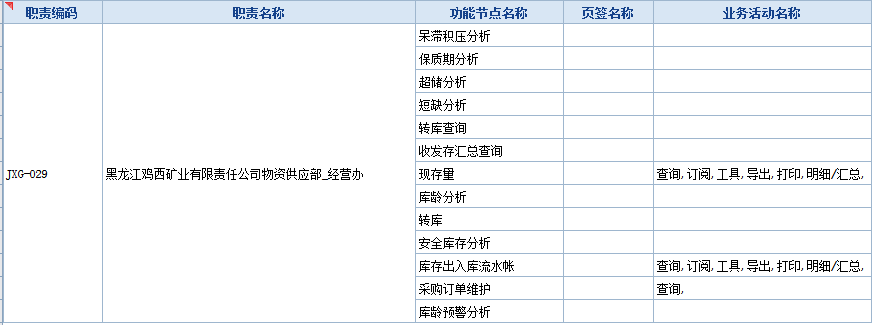 职责编码 职责名称 功能节点名称 页签名称 业务活动名称
呆滞积压分析
保质期分析
超储分析
短缺分析
转库查询
收发存汇总查询
JXG-029 黑龙江鸡西矿业有限责任公司物资供应部_经营办 现存量 查询,订阅,工具,导出,打印,明细/汇总,
库龄分析
转库
安全库存分析
库存出入库流水帐 查询,订阅,工具,导出,打印,明细/汇总,
采购订单维护 查询,
库龄预警分析